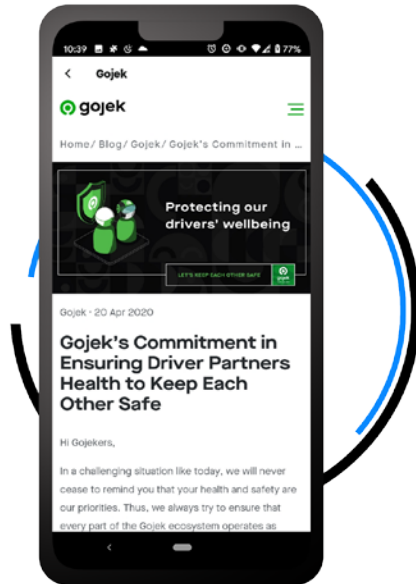 10:39 77%
Gojek
gojek
Home/ Blog/ Gojek/ Gojek's Commitment in ...
Protecting our
drivers' wellbeing
LET'S KEEP EACH OTHER SAFE
gojek
Gojek · 20 Apr 2020
Gojek's Commitment in
Ensuring Driver Partners
Health to Keep Each
Other Safe
Hi Gojekers,
In a challenging situation like today, we will never
cease to remind you that your health and safety are
our priorities. Thus, we always try to ensure that
every part of the Gojek ecosystem operates as